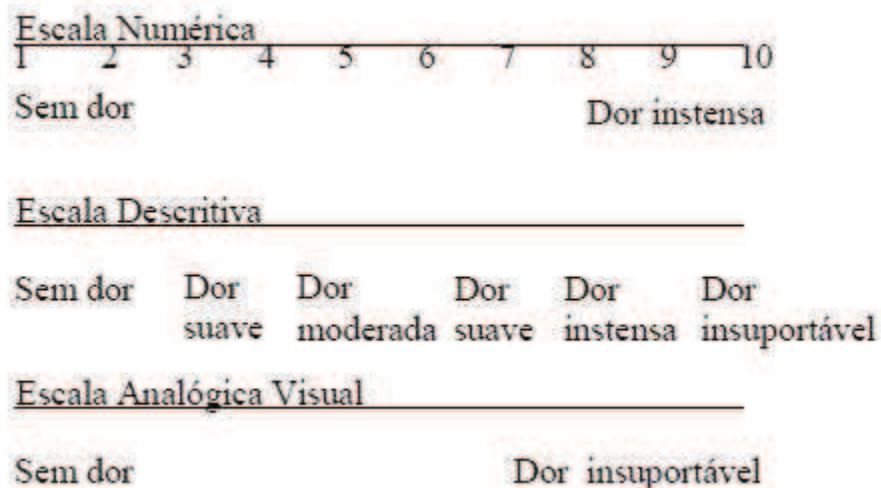 Escala Numérica
1 2 3 4 5 6 7 8 9 10
Sem dor Dor instensa
Escala Descritiva
Sem dor Dor Dor Dor Dor Dor
suave moderada suave instensa insuportável
Escala Analógica Visual
Sem dor Dor insuportável